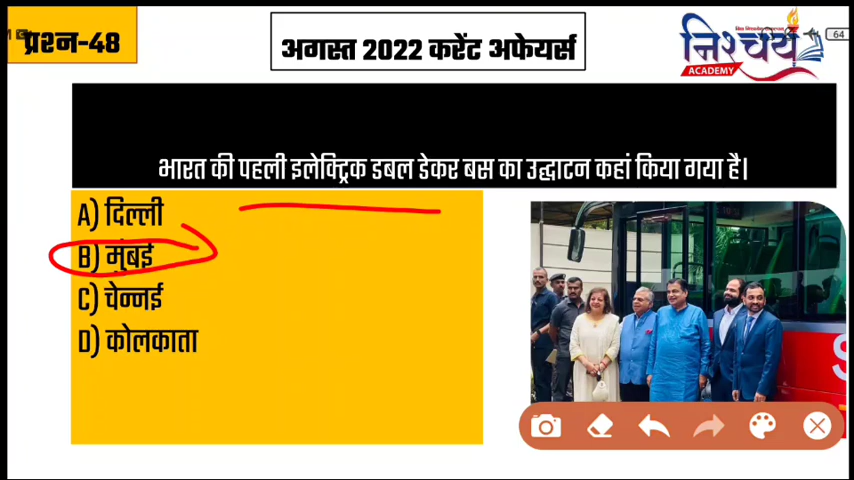 प्रश्न-48
अगस्त 2022 करेंट अफेयर्स
निश्चय
ACADEMY
64
भारत की पहली इलेक्ट्रिक डबल डेकर बस का उद्घाटन कहां किया गया है।
A) दिल्ली
B) मुंबई
C) चेन्नई
D) कोलकाता
S